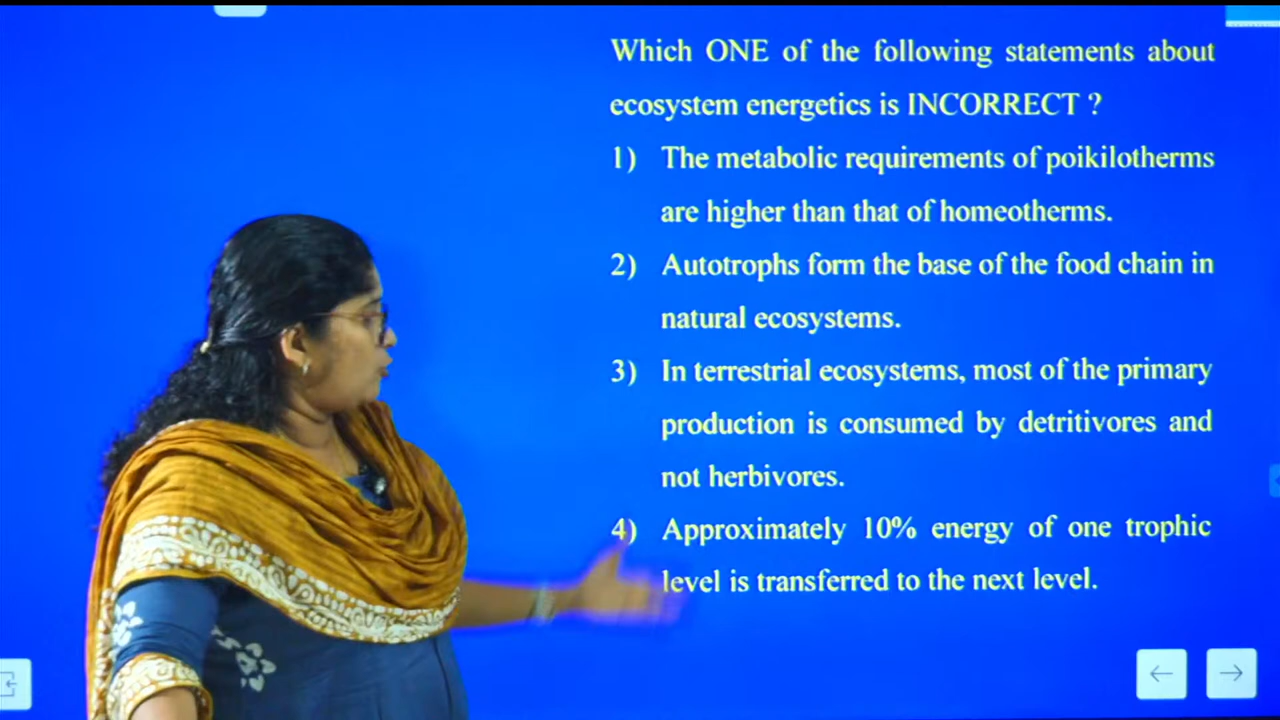 Which ONE of the following statements about
ecosystem energetics is INCORRECT ?
1) The metabolic requirements of poikilotherms
are higher than that of homeotherms.
2) Autotrophs form the base of the food chain in
natural ecosystems.
3) In terrestrial ecosystems, most of the primary
production is consumed by detritivores and
not herbivores.
4) Approximately 10% energy of one trophic
level is transferred to the next level.